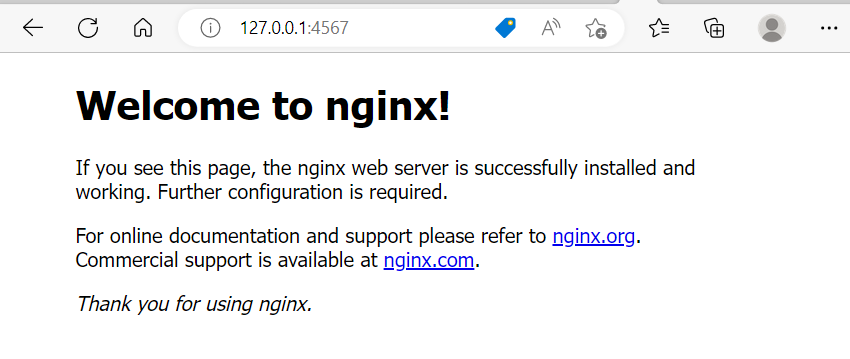 127.0.0.1:4567
Welcome to nginx!
If you see this page, the nginx web server is successfully installed and
working. Further configuration is required.
For online documentation and support please refer to nginx.org.
Commercial support is available at nginx.com.
Thank you for using nginx.